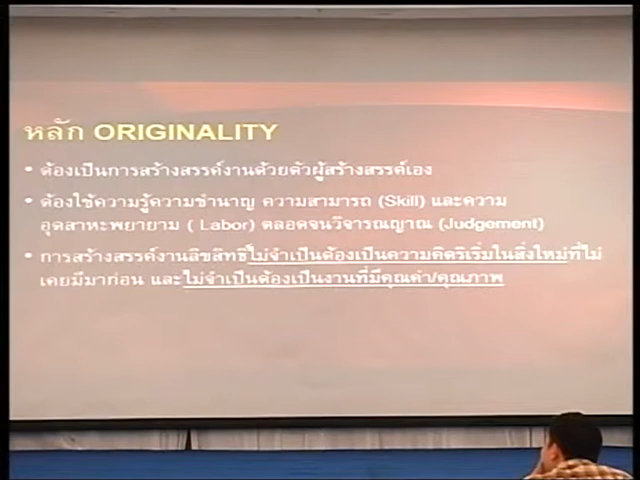 หลัก ORIGINALITY
• ต้องเป็นการสร้างสรรค์งานด้วยตัวผู้สร้างสรรค์เอง
• ต้องใช้ความรู้ความชำนาญ ความสามารถ (Skill) และความ
อุตสาหะพยายาม ( Labor) ตลอดจนวิจารณญาณ (Judgement)
• การสร้างสรรค์งานลิขสิทธิ์ไม่จำเป็นต้องเป็นความคิดริเริ่มในสิ่งใหม่ที่ไม่
เคยมีมาก่อน และไม่จำเป็นต้องเป็นงานที่มีคุณค่า/คุณภาพ